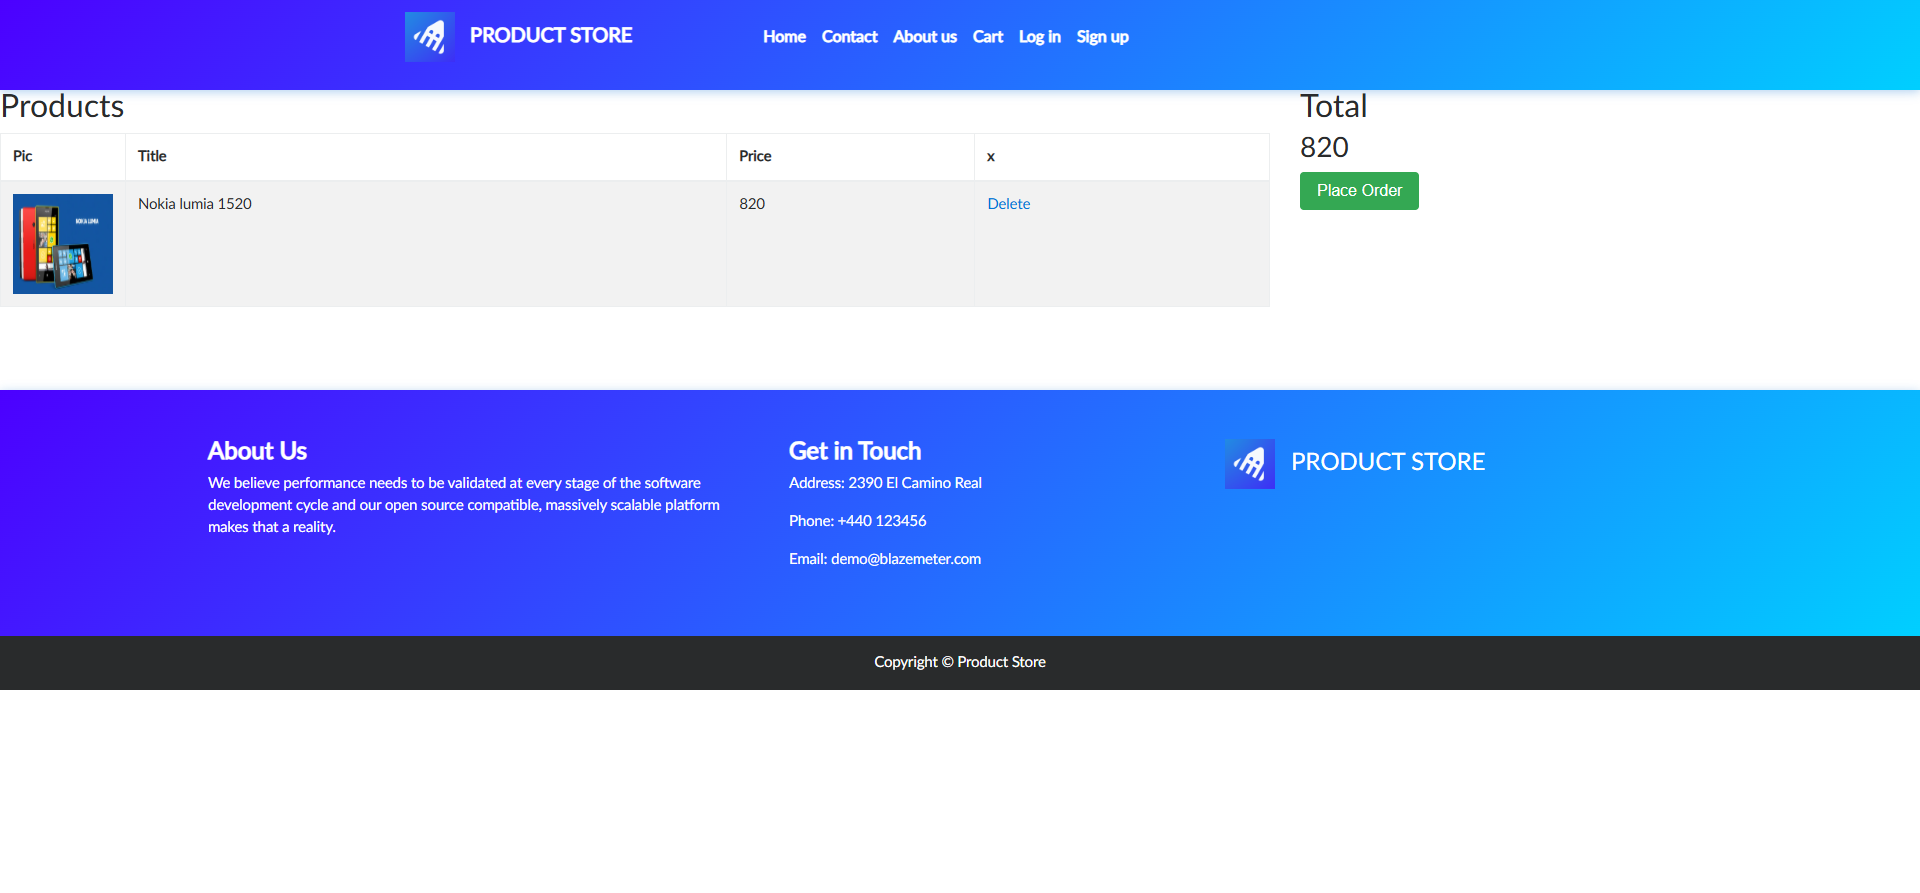 PRODUCT STORE
Home Contact About us Cart Log in Sign up
Products
Pic Title Price x
NOKIA LUMIA
Nokia lumia 1520 820 Delete
Total
820
Place Order
About Us
We believe performance needs to be validated at every stage of the software
development cycle and our open source compatible, massively scalable platform
makes that a reality.
Get in Touch
Address: 2390 El Camino Real
Phone: +440 123456
Email: demo@blazemeter.com
PRODUCT STORE
Copyright © Product Store